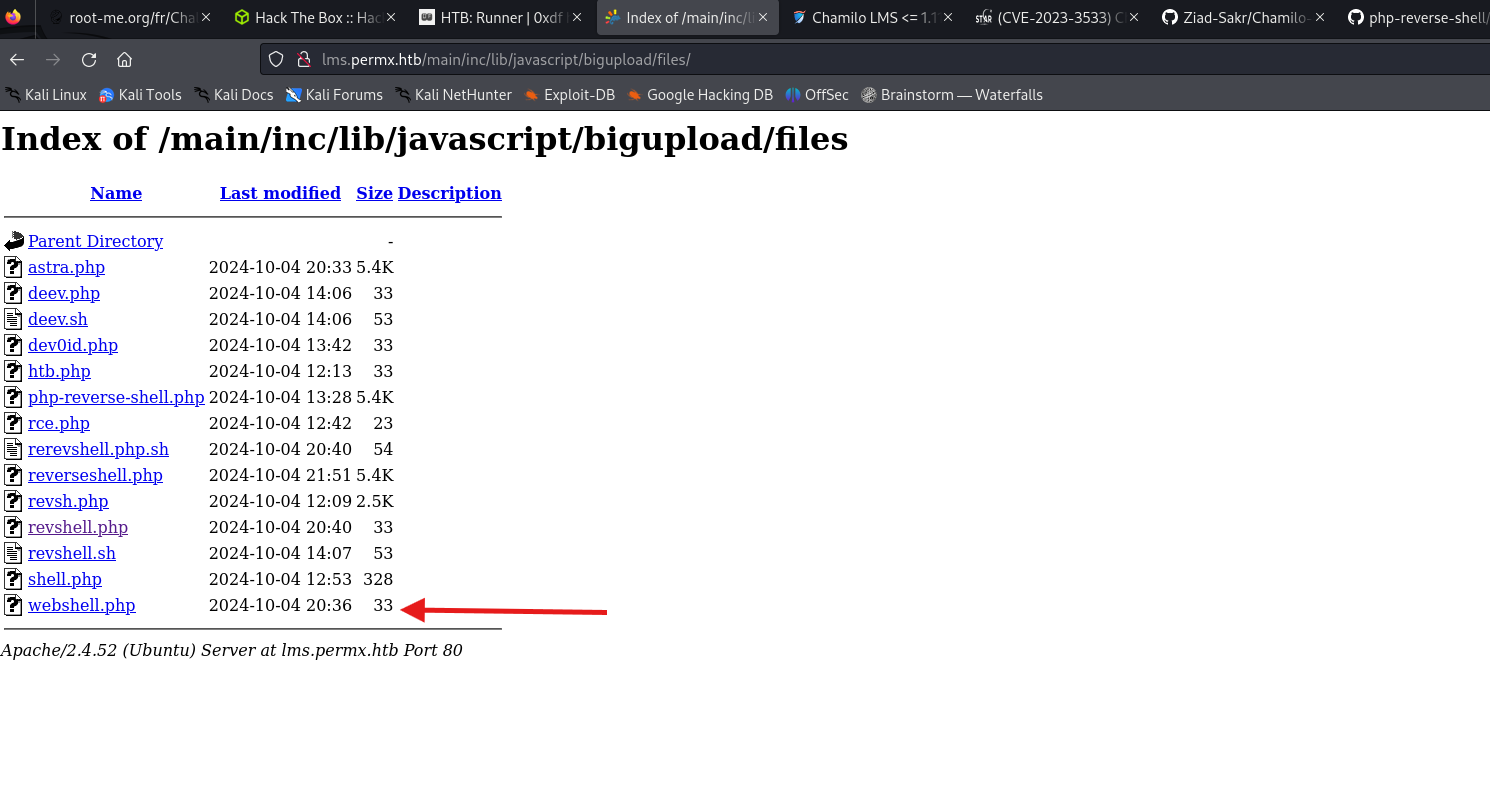 root-me.org/fr/Cha
Hack The Box :: Hac
HTB: Runner | 0xdf
Index of /main/inc/li
Chamilo LMS <= 1.1
(CVE-2023-3533) C
Ziad-Sakr/Chamilo-
php-reverse-shell/
lms.permx.htb/main/inc/lib/javascript/bigupload/files/
Kali Linux Kali Tools Kali Docs Kali Forums Kali NetHunter Exploit-DB Google Hacking DB OffSec Brainstorm — Waterfalls
Index of /main/inc/lib/javascript/bigupload/files
Name Last modified Size Description
Parent Directory -
astra.php 2024-10-04 20:33 5.4K
deev.php 2024-10-04 14:06 33
deev.sh 2024-10-04 14:06 53
dev0id.php 2024-10-04 13:42 33
htb.php 2024-10-04 12:13 33
php-reverse-shell.php 2024-10-04 13:28 5.4K
rce.php 2024-10-04 12:42 23
rerevshell.php.sh 2024-10-04 20:40 54
reverseshell.php 2024-10-04 21:51 5.4K
revsh.php 2024-10-04 12:09 2.5K
revshell.php 2024-10-04 20:40 33
revshell.sh 2024-10-04 14:07 53
shell.php 2024-10-04 12:53 328
webshell.php 2024-10-04 20:36 33
Apache/2.4.52 (Ubuntu) Server at lms.permx.htb Port 80